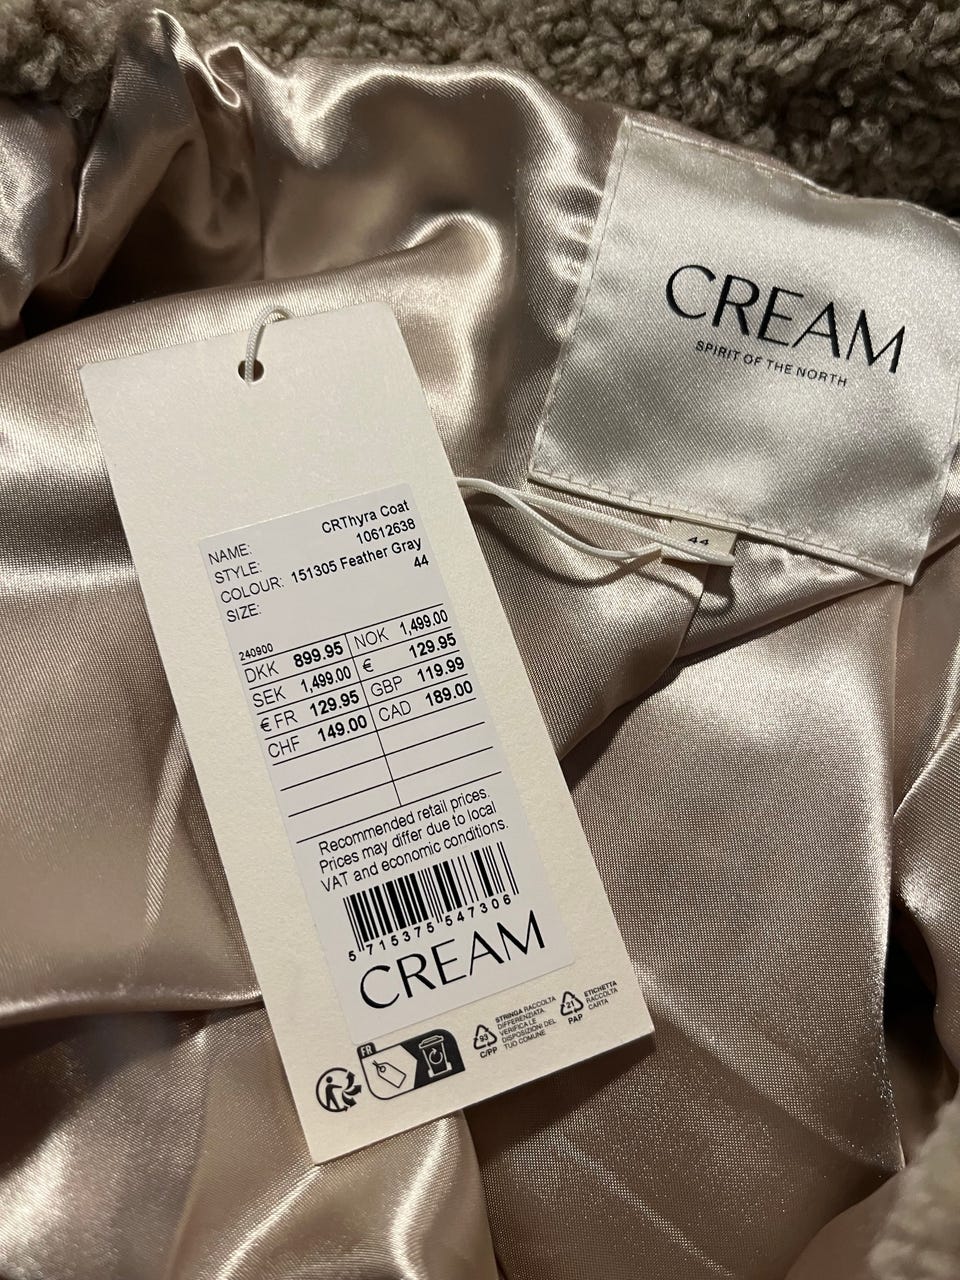 CREAM
SPIRIT OF THE NORTH
44
NAME: CRThyra Coat
STYLE: 10612638
COLOUR: 151305 Feather Gray
SIZE: 44
240900
DKK 899.95 NOK 1,499.00
SEK 1,499.00 € 129.95
€ FR 129.95 GBP 119.99
CHF 149.00 CAD 189.00
Recommended retail prices.
Prices may differ due to local
VAT and economic conditions.
5 715375 547306
CREAM
FR
93
C/PP
STRINGA RACCOLTA
DIFFERENZIATA.
VERIFICA LE
DISPOSIZIONI DEL
TUO COMUNE
21
PAP
ETICHETTA
RACCOLTA
CARTA